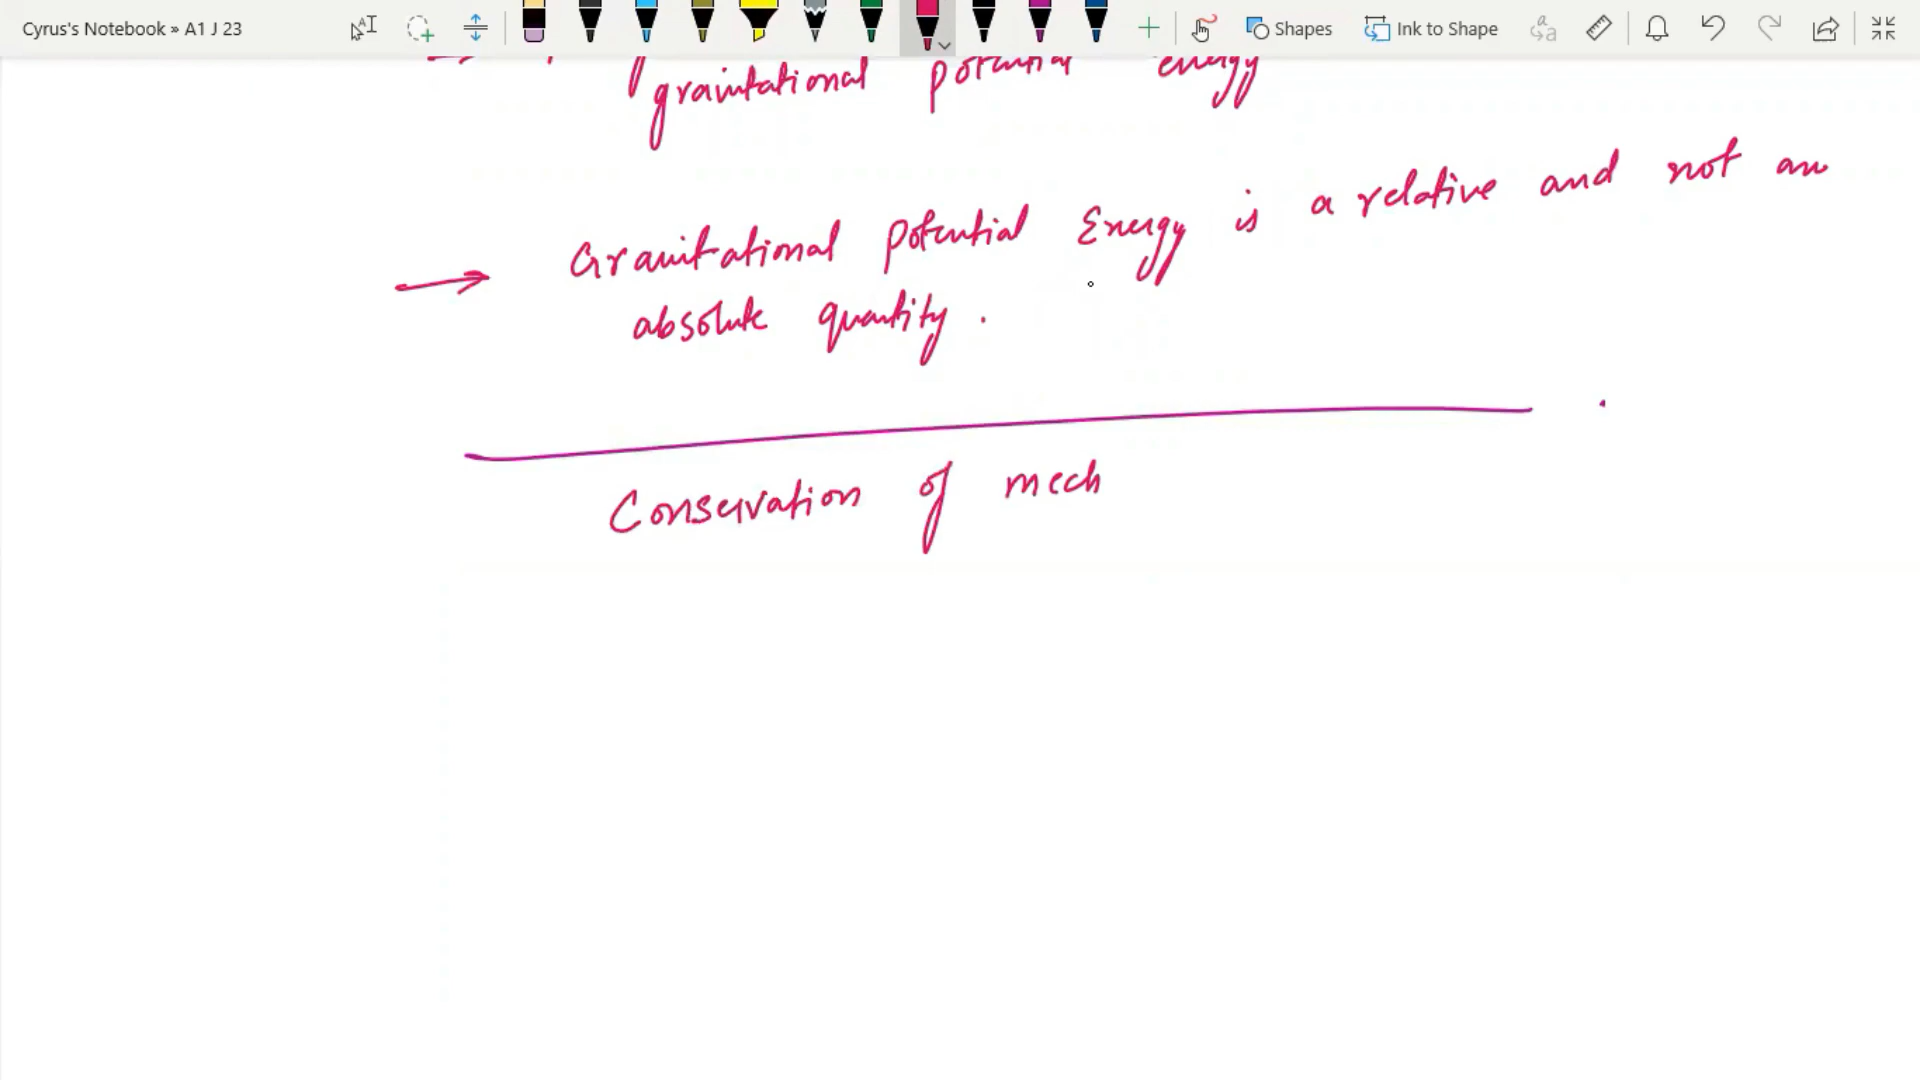 Cyrus's Notebook » A1 J 23
Shapes
Ink to Shape
gravitational potential energy
Gravitational Potential Energy is a relative and not an
absolute quantity.
Conservation of mech